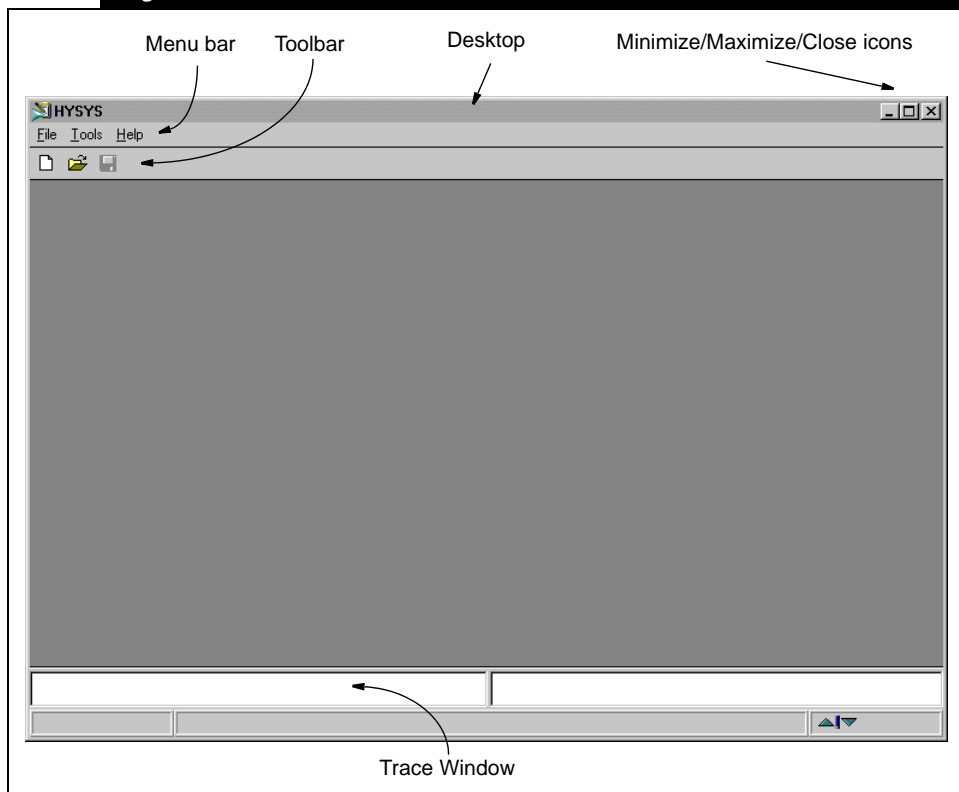 Menu bar Toolbar Desktop Minimize/Maximize/Close icons
HYSYS
File Tools Help
Trace Window